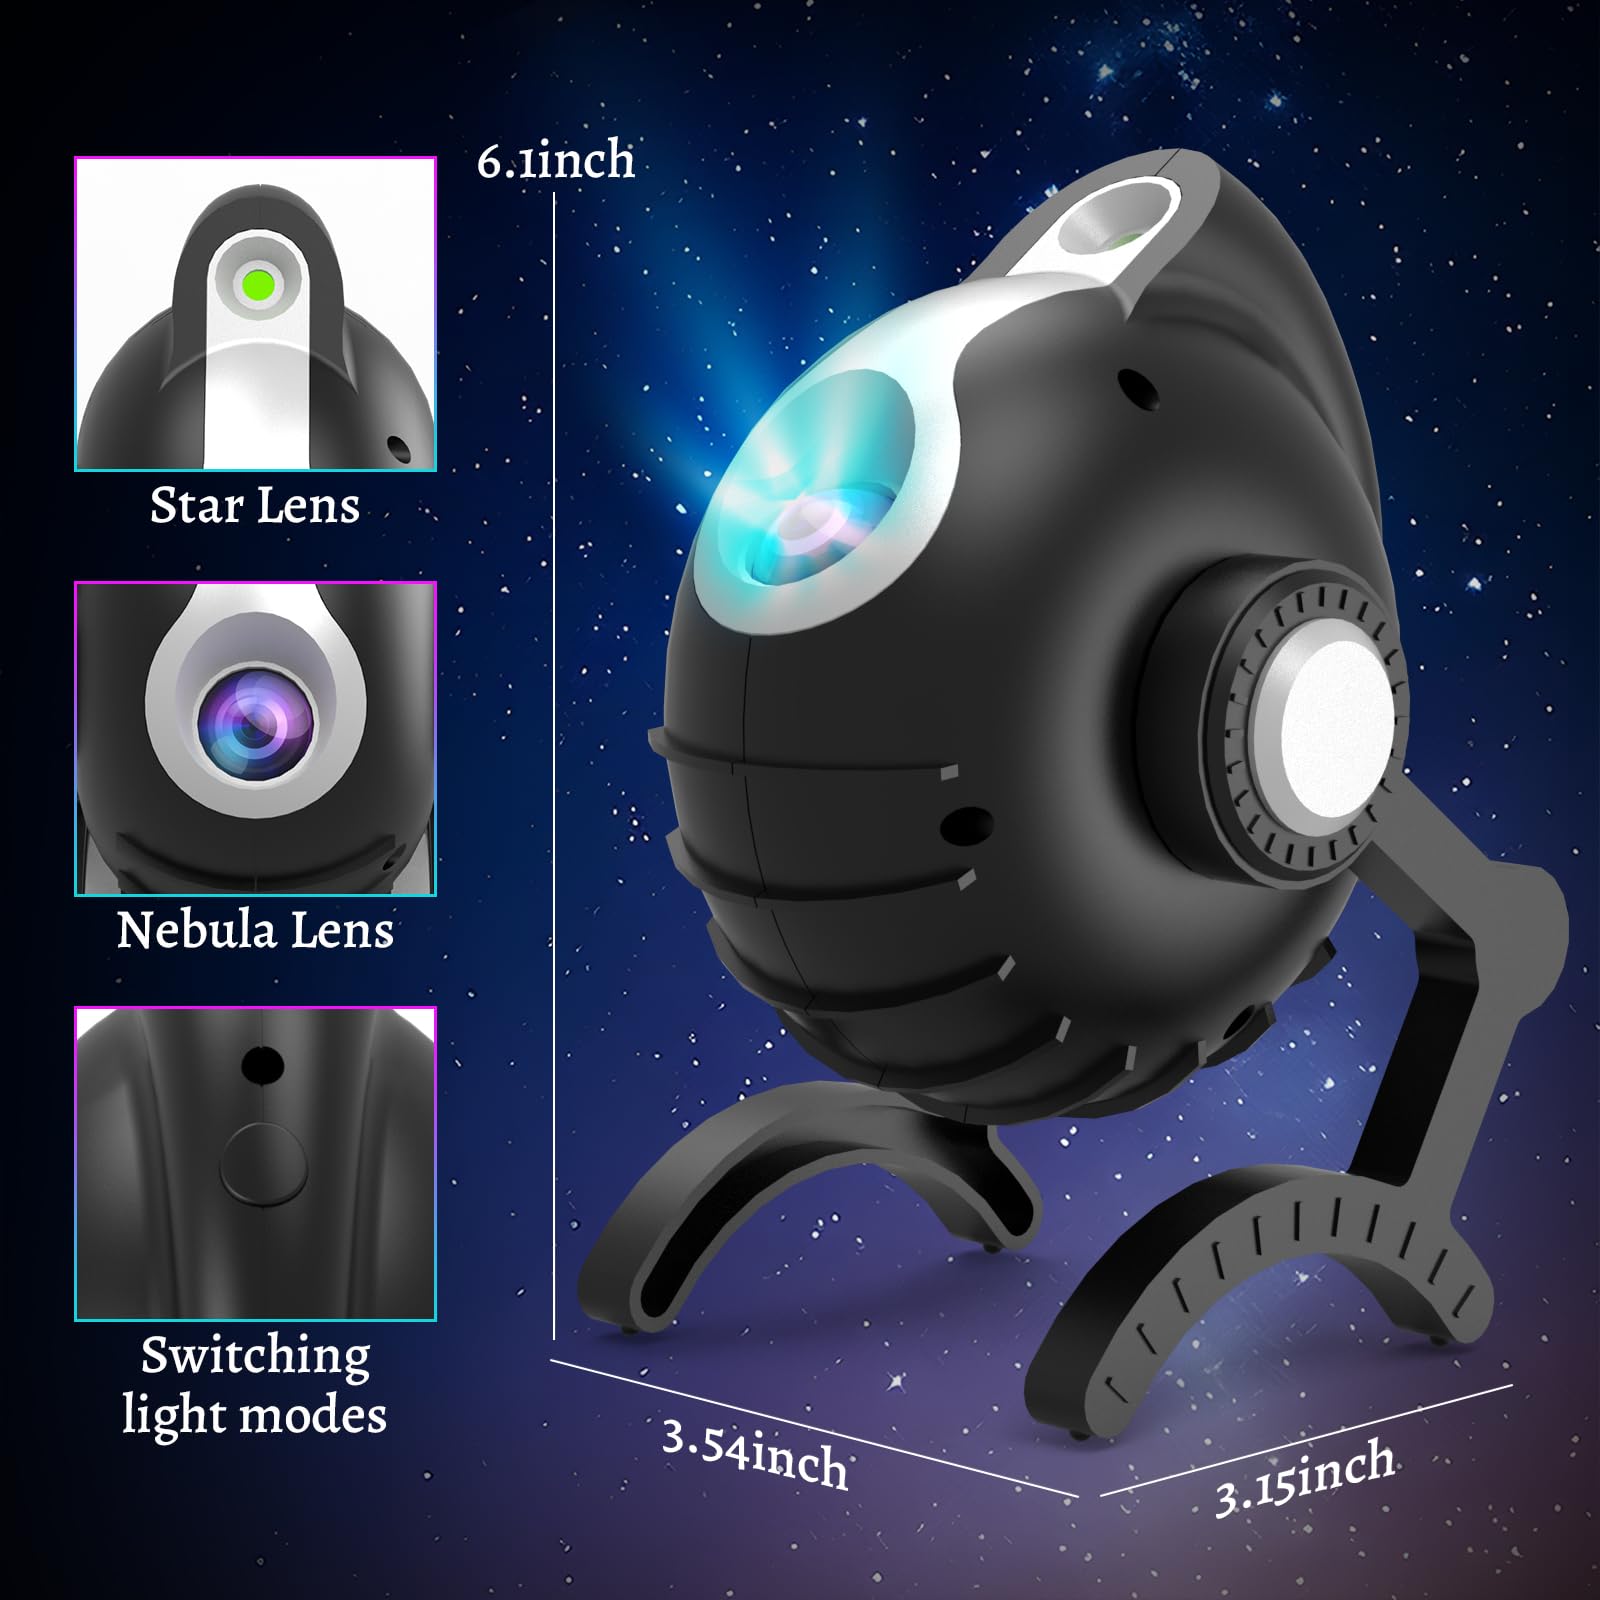 6.1inch
Star Lens
Nebula Lens
Switching
light modes
3.54inch
3.15inch